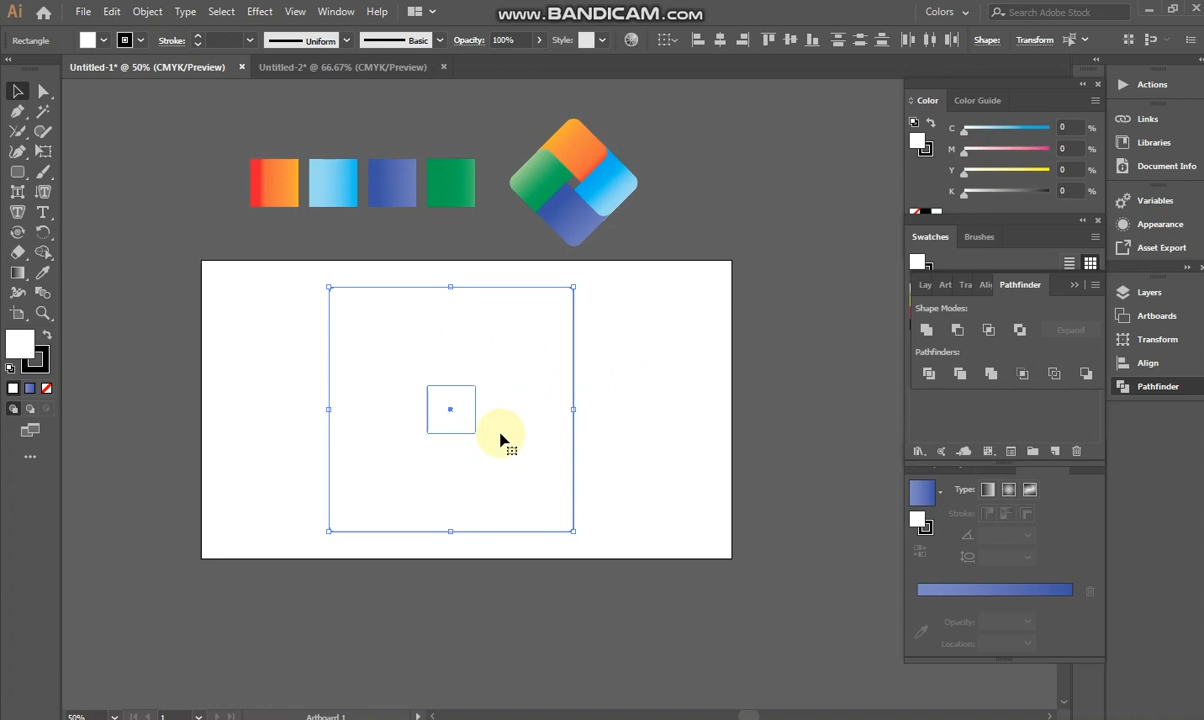 www.BANDICAM.com
Ai File Edit Object Type Select Effect View Window Help Colors Search Adobe Stock
Rectangle Stroke: Uniform Basic Opacity: 100% Style: Shape: Transform
Untitled-1* @ 50% (CMYK/Preview) Untitled-2* @ 66.67% (CMYK/Preview)
Color Color Guide
C 0 %
M 0 %
Y 0 %
K 0 %
Swatches Brushes
Lay Art Tra Ali Pathfinder
Shape Modes:
Expand
Pathfinders:
Type:
Stroke:
Opacity:
Location:
Actions
Links
Libraries
Document Info
Variables
Appearance
Asset Export
Layers
Artboards
Transform
Align
Pathfinder
50% 1 Artboard 1